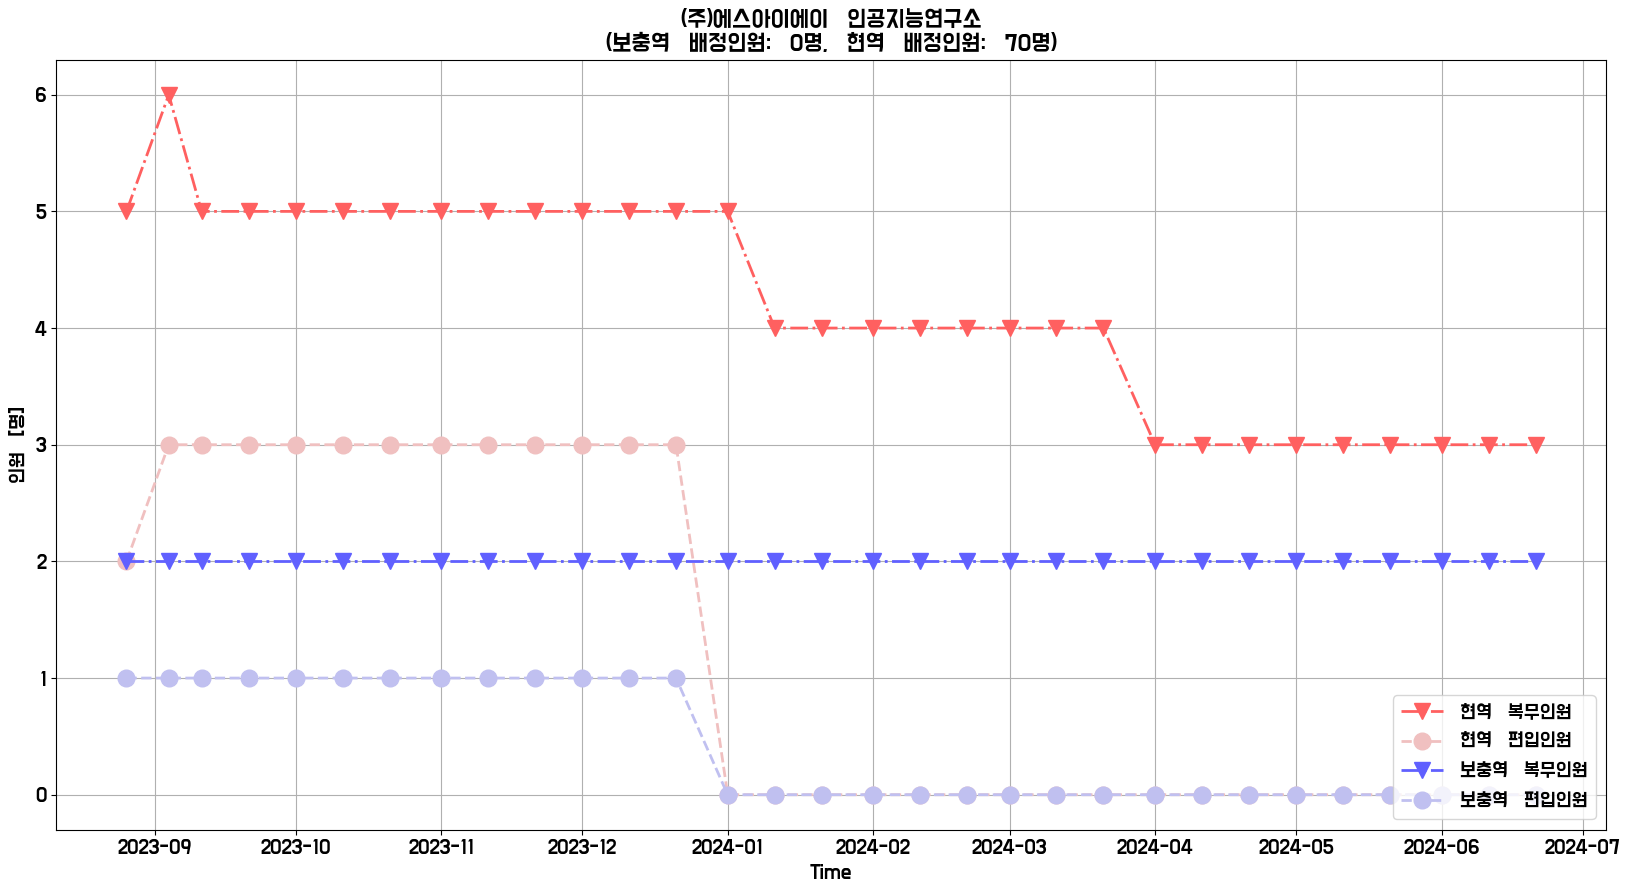 (주)에스아이에이 인공지능연구소
(보충역 배정인원: 0명, 현역 배정인원: 70명)
6
5
4
3
2
1
0
인원 [명]
2023-09 2023-10 2023-11 2023-12 2024-01 2024-02 2024-03 2024-04 2024-05 2024-06 2024-07
Time
현역 복무인원
현역 편입인원
보충역 복무인원
보충역 편입인원